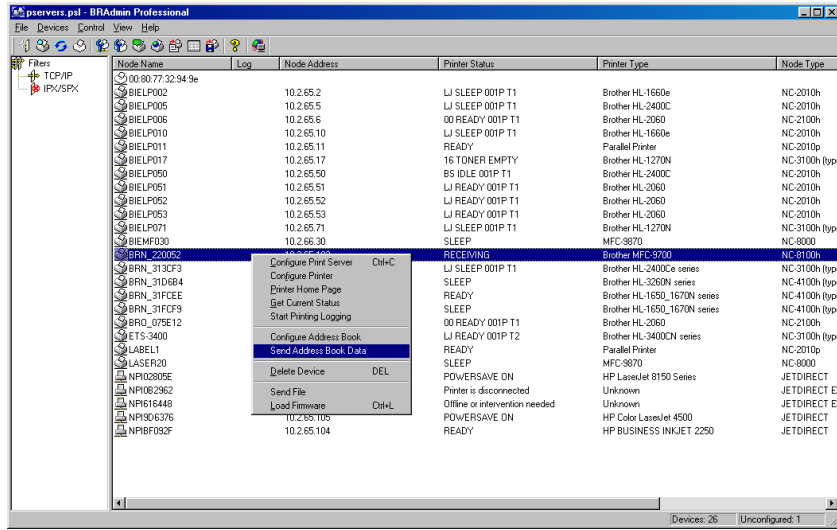 pservers.psl - BRAdmin Professional
File Devices Control View Help
Filters
TCP/IP
IPX/SPX
Node Name Log Node Address Printer Status Printer Type Node Type
00:80:77:32:94:9e
BIELP002 10.2.65.2 LJ SLEEP 001P T1 Brother HL-1660e NC-2010h
BIELP005 10.2.65.5 LJ SLEEP 001P T1 Brother HL-2400C NC-2010h
BIELP006 10.2.65.6 00 READY 001P T1 Brother HL-2060 NC-2100h
BIELP010 10.2.65.10 LJ SLEEP 001P T1 Brother HL-1660e NC-2010h
BIELP011 10.2.65.11 READY Parallel Printer NC-2010p
BIELP017 10.2.65.17 16 TONER EMPTY Brother HL-1270N NC-3100h (typ
BIELP050 10.2.65.50 BS IDLE 001P T1 Brother HL-2400C NC-2010h
BIELP051 10.2.65.51 LJ READY 001P T1 Brother HL-2060 NC-2010h
BIELP052 10.2.65.52 LJ READY 001P T1 Brother HL-2060 NC-2010h
BIELP053 10.2.65.53 LJ READY 001P T1 Brother HL-2060 NC-2010h
BIELP071 10.2.65.71 LJ SLEEP 001P T1 Brother HL-1270N NC-3100h (typ
BIEMF030 10.2.66.30 SLEEP MFC-9870 NC-8000
BRN_220052 RECEIVING Brother MFC-9700 NC-8100h
BRN_313CF3 LJ SLEEP 001P T1 Brother HL-2400Ce series NC-3100h (typ
BRN_31D6B4 SLEEP Brother HL-3260N series NC-4100h (typ
BRN_31FCEE READY Brother HL-1650_1670N series NC-4100h (typ
BRN_31FCF9 SLEEP Brother HL-1650_1670N series NC-4100h (typ
BRO_075E12 00 READY 001P T1 Brother HL-2060 NC-2100h
ETS-3400 LJ READY 001P T2 Brother HL-3400CN series NC-3100h (typ
LABEL1 READY Parallel Printer NC-2010p
LASER20 SLEEP MFC-9870 NC-8000
NPI02805E POWERSAVE ON HP LaserJet 8150 Series JETDIRECT
NPI0B2962 Printer is disconnected Unknown JETDIRECT E
NPI616448 Offline or intervention needed Unknown JETDIRECT E
NPI9D6376 10.2.65.105 POWERSAVE ON HP Color LaserJet 4500 JETDIRECT
NPIBF092F 10.2.65.104 READY HP BUSINESS INKJET 2250 JETDIRECT
Configure Print Server Ctrl+C
Configure Printer
Printer Home Page
Get Current Status
Start Printing Logging
Configure Address Book
Send Address Book Data
Delete Device DEL
Send File
Load Firmware Ctrl+L
Devices: 26 Unconfigured: 1